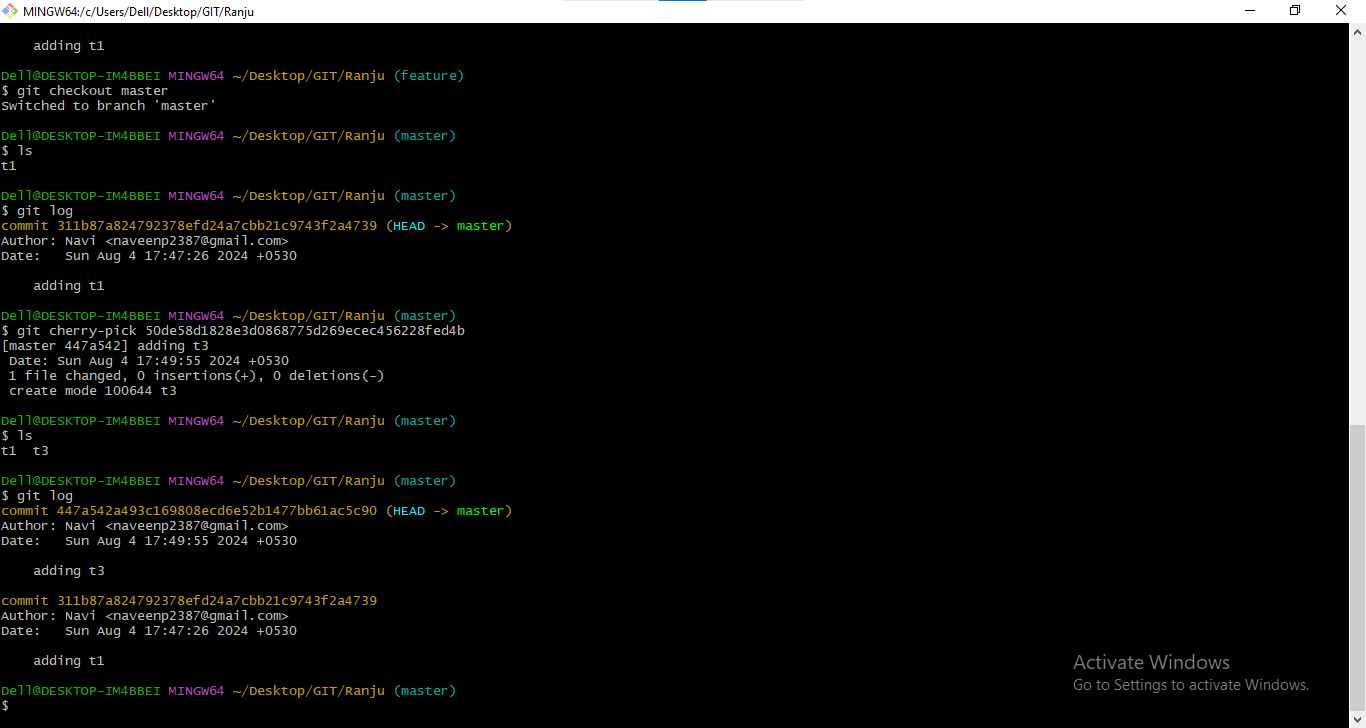 MINGW64:/c/Users/Dell/Desktop/GIT/Ranju
    adding t1
Dell@DESKTOP-IM4BBEI MINGW64 ~/Desktop/GIT/Ranju (feature)
$ git checkout master
Switched to branch 'master'
Dell@DESKTOP-IM4BBEI MINGW64 ~/Desktop/GIT/Ranju (master)
$ ls
t1
Dell@DESKTOP-IM4BBEI MINGW64 ~/Desktop/GIT/Ranju (master)
$ git log
commit 311b87a824792378efd24a7cbb21c9743f2a4739 (HEAD -> master)
Author: Navi <naveenp2387@gmail.com>
Date:   Sun Aug 4 17:47:26 2024 +0530
    adding t1
Dell@DESKTOP-IM4BBEI MINGW64 ~/Desktop/GIT/Ranju (master)
$ git cherry-pick 50de58d1828e3d0868775d269ecec456228fed4b
[master 447a542] adding t3
 Date: Sun Aug 4 17:49:55 2024 +0530
 1 file changed, 0 insertions(+), 0 deletions(-)
 create mode 100644 t3
Dell@DESKTOP-IM4BBEI MINGW64 ~/Desktop/GIT/Ranju (master)
$ ls
t1  t3
Dell@DESKTOP-IM4BBEI MINGW64 ~/Desktop/GIT/Ranju (master)
$ git log
commit 447a542a493c169808ecd6e52b1477bb61ac5c90 (HEAD -> master)
Author: Navi <naveenp2387@gmail.com>
Date:   Sun Aug 4 17:49:55 2024 +0530
    adding t3
commit 311b87a824792378efd24a7cbb21c9743f2a4739
Author: Navi <naveenp2387@gmail.com>
Date:   Sun Aug 4 17:47:26 2024 +0530
    adding t1
Dell@DESKTOP-IM4BBEI MINGW64 ~/Desktop/GIT/Ranju (master)
$
Activate Windows
Go to Settings to activate Windows.